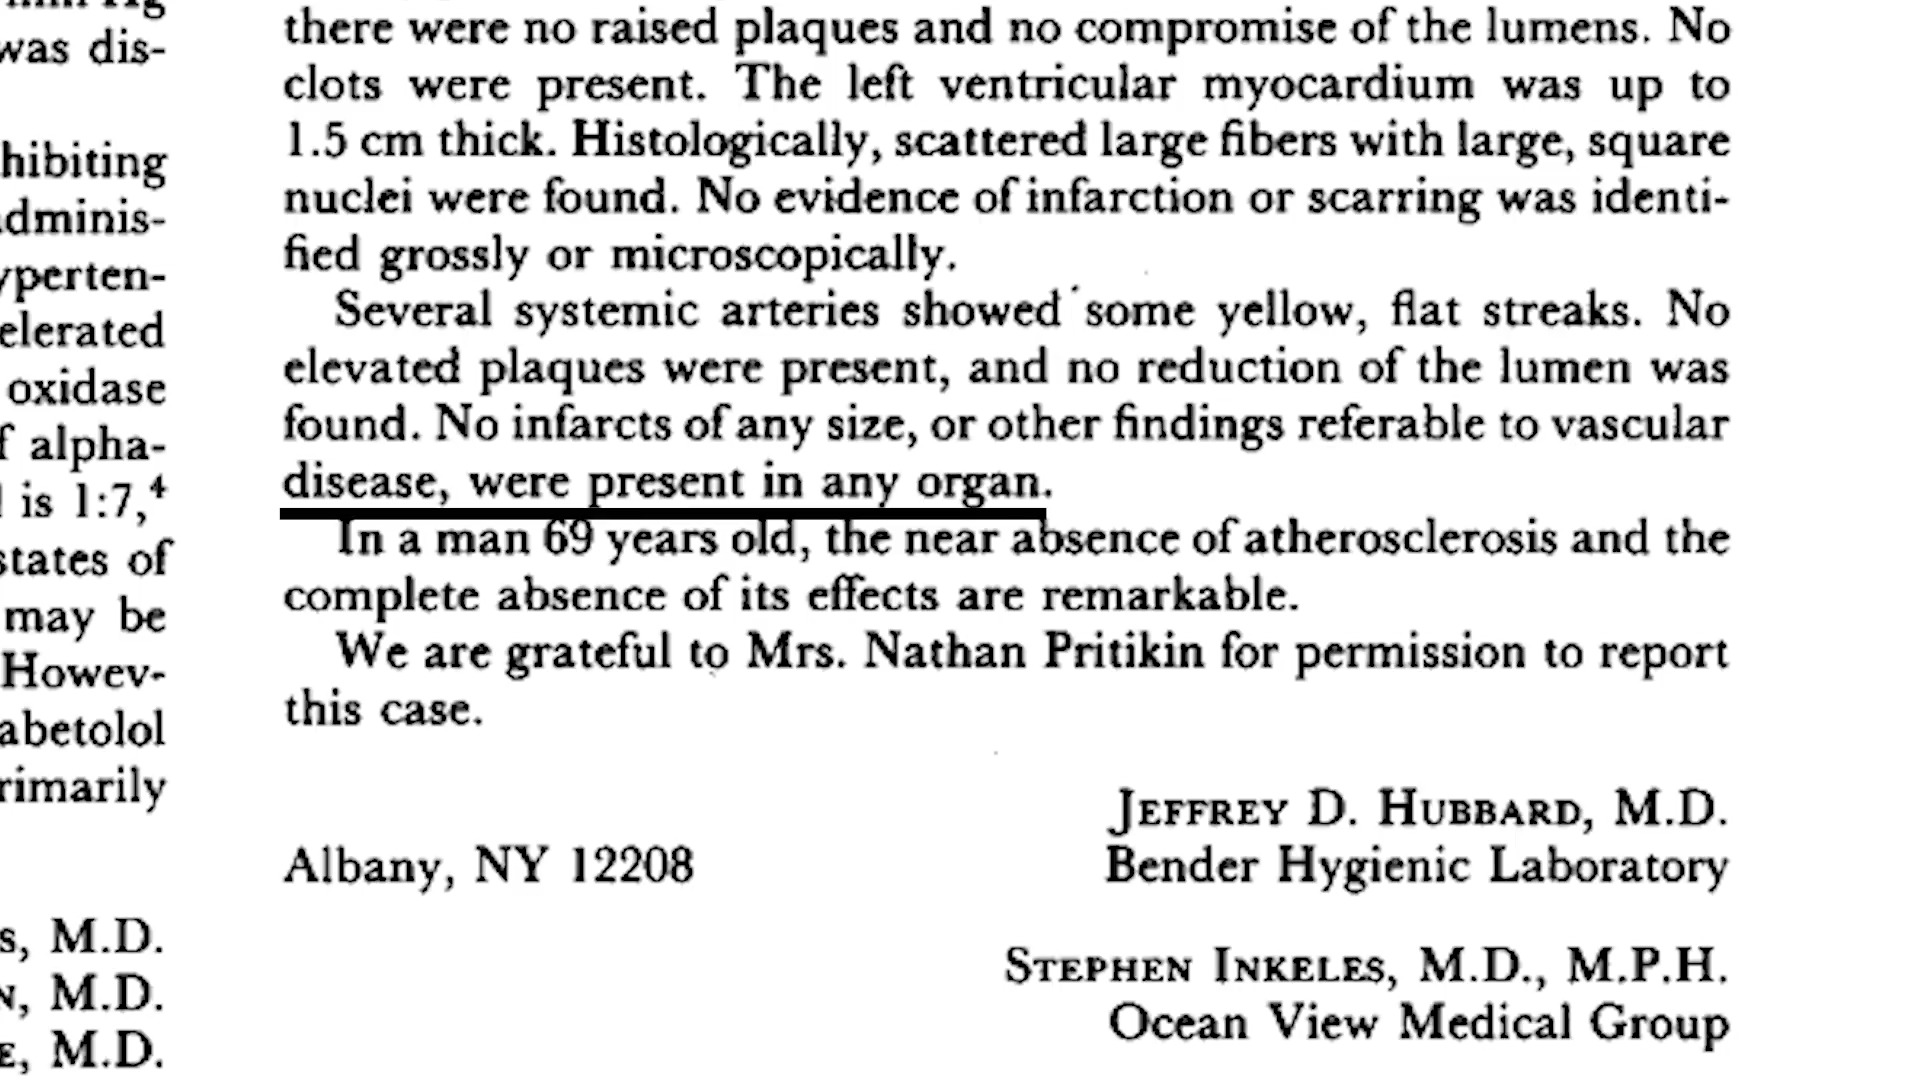 was dis-
hibiting
adminis-
yperten-
elerated
oxidase
f alpha-
is 1:7,⁴
states of
may be
Howev-
abetolol
rimarily
S, M.D.
N, M.D.
E, M.D.
there were no raised plaques and no compromise of the lumens. No
clots were present. The left ventricular myocardium was up to
1.5 cm thick. Histologically, scattered large fibers with large, square
nuclei were found. No evidence of infarction or scarring was identi-
fied grossly or microscopically.
Several systemic arteries showed some yellow, flat streaks. No
elevated plaques were present, and no reduction of the lumen was
found. No infarcts of any size, or other findings referable to vascular
disease, were present in any organ.
In a man 69 years old, the near absence of atherosclerosis and the
complete absence of its effects are remarkable.
We are grateful to Mrs. Nathan Pritikin for permission to report
this case.
JEFFREY D. HUBBARD, M.D.
Albany, NY 12208 Bender Hygienic Laboratory
STEPHEN INKELES, M.D., M.P.H.
Ocean View Medical Group